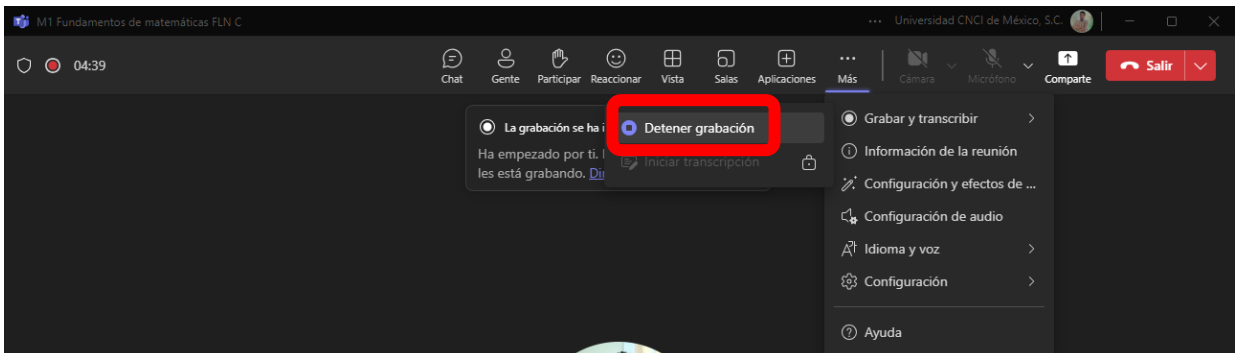 M1 Fundamentos de matemáticas FLN C
Universidad CNCI de México, S.C.
04:39
Chat
Gente
Participar
Reaccionar
Vista
Salas
Aplicaciones
Más
Cámara
Micrófono
Comparte
Salir
La grabación se ha i
Ha empezado por ti.
les está grabando.
Detener grabación
Iniciar transcripción
Grabar y transcribir
Información de la reunión
Configuración y efectos de ...
Configuración de audio
Idioma y voz
Configuración
Ayuda